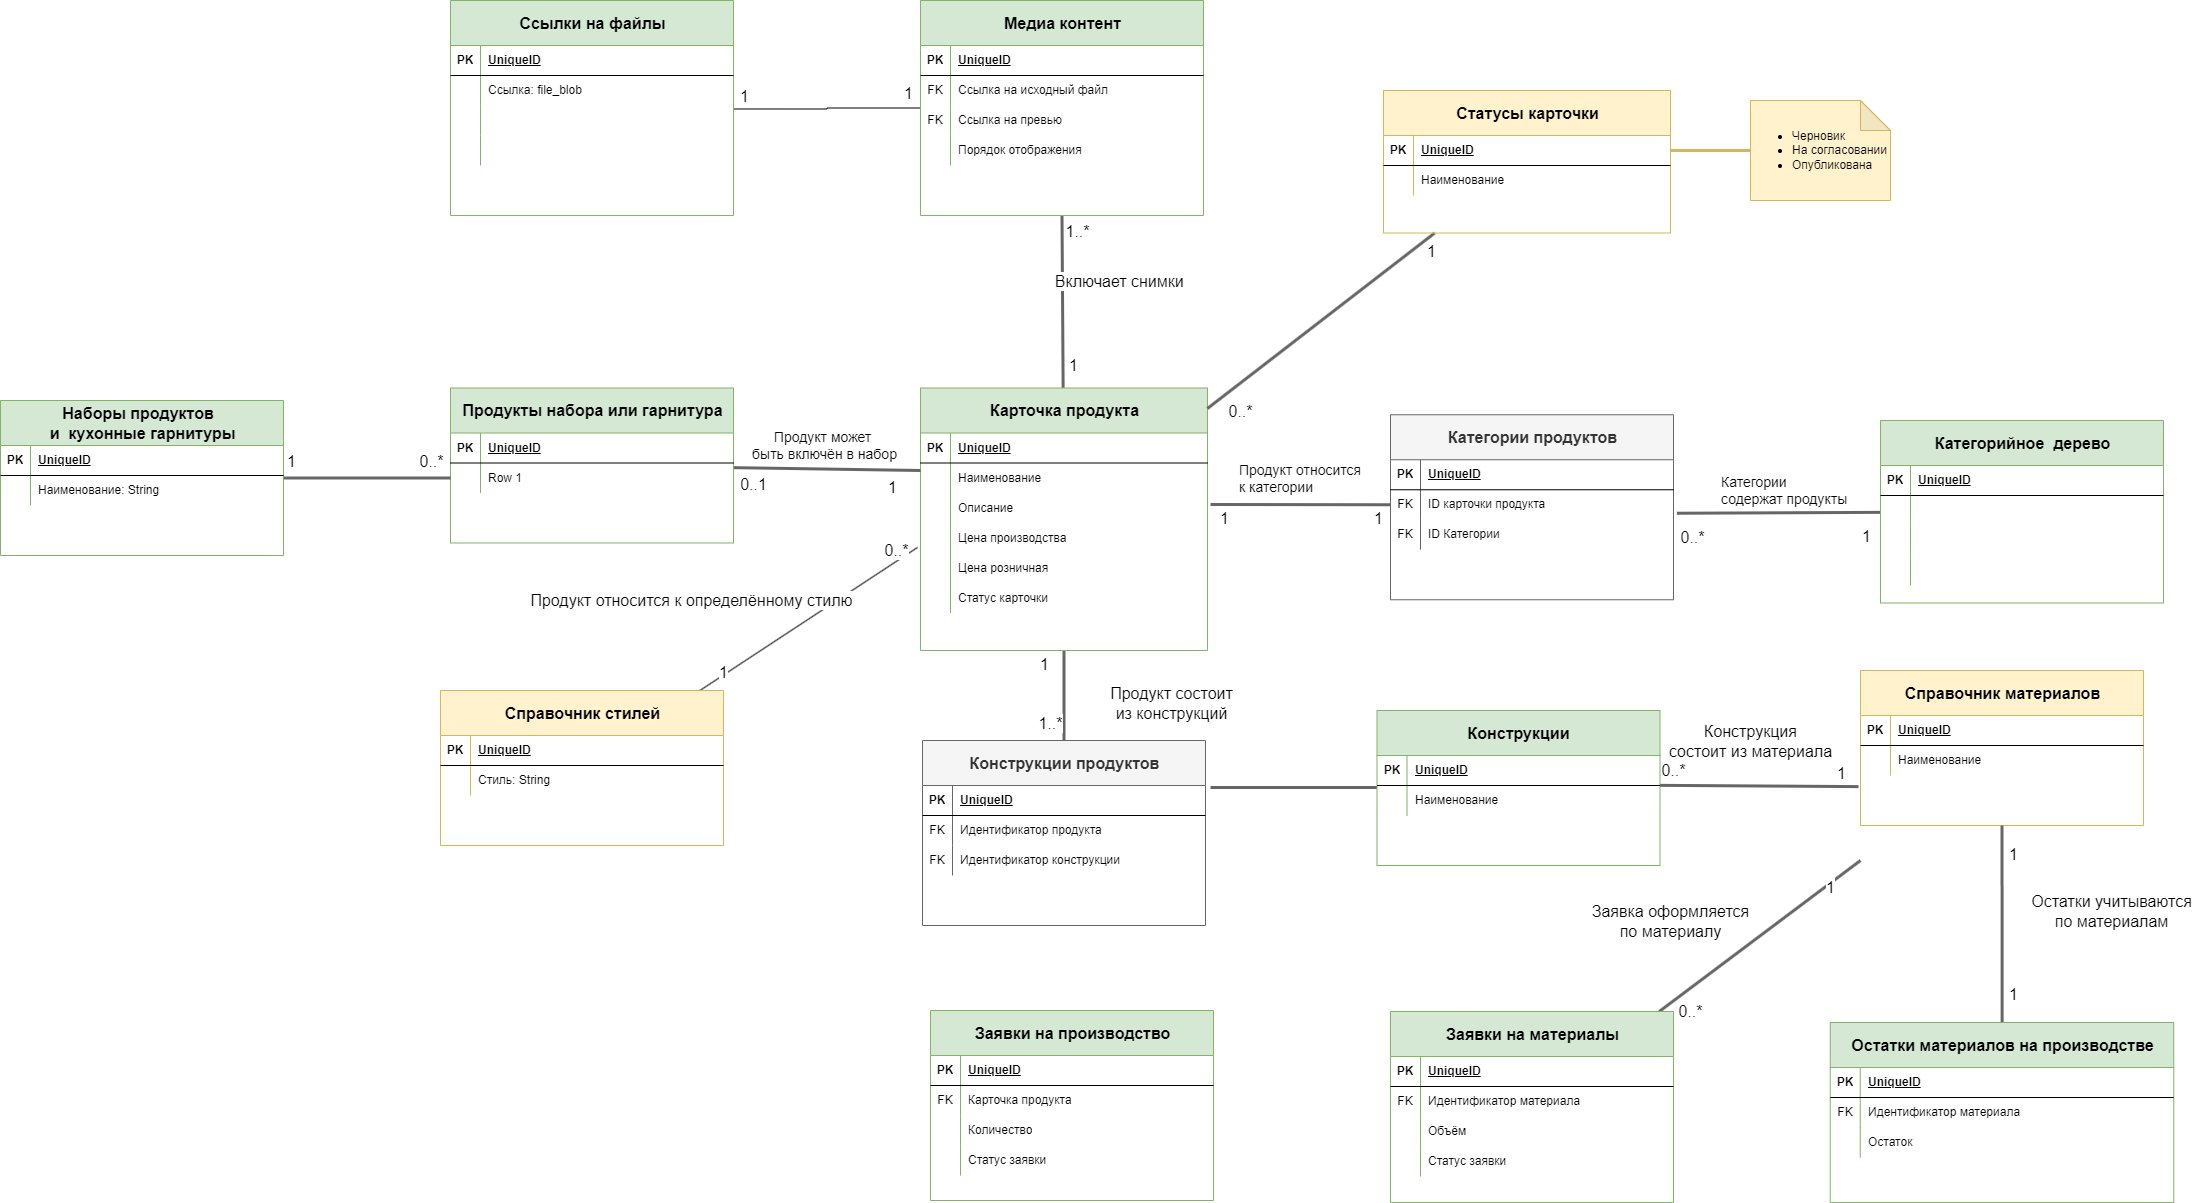 Ссылки на файлы
PK UniqueID
Ссылка: file_blob
1
1
Медиа контент
PK UniqueID
FK Ссылка на исходный файл
FK Ссылка на превью
Порядок отображения
1..*
Включает снимки
1
Статусы карточки
PK UniqueID
Наименование
1
0..*
• Черновик
• На согласовании
• Опубликована
Наборы продуктов
и кухонные гарнитуры
PK UniqueID
Наименование: String
1
0..*
Продукты набора или гарнитура
PK UniqueID
Row 1
Продукт может
быть включён в набор
0..1
1
Карточка продукта
PK UniqueID
Наименование
Описание
Цена производства
Цена розничная
Статус карточки
Продукт относится
к категории
1
1
Категории продуктов
PK UniqueID
FK ID карточки продукта
FK ID Категории
Категории
содержат продукты
0..*
1
Категорийное дерево
PK UniqueID
0..*
Продукт относится к определённому стилю
1
Справочник стилей
PK UniqueID
Стиль: String
1
Продукт состоит
из конструкций
1..*
Конструкции продуктов
PK UniqueID
FK Идентификатор продукта
FK Идентификатор конструкции
Конструкции
PK UniqueID
Наименование
Конструкция
состоит из материала
0..*
1
Справочник материалов
PK UniqueID
Наименование
1
Заявка оформляется
по материалу
0..*
1
Остатки учитываются
по материалам
1
Заявки на производство
PK UniqueID
FK Карточка продукта
Количество
Статус заявки
Заявки на материалы
PK UniqueID
FK Идентификатор материала
Объём
Статус заявки
Остатки материалов на производстве
PK UniqueID
FK Идентификатор материала
Остаток